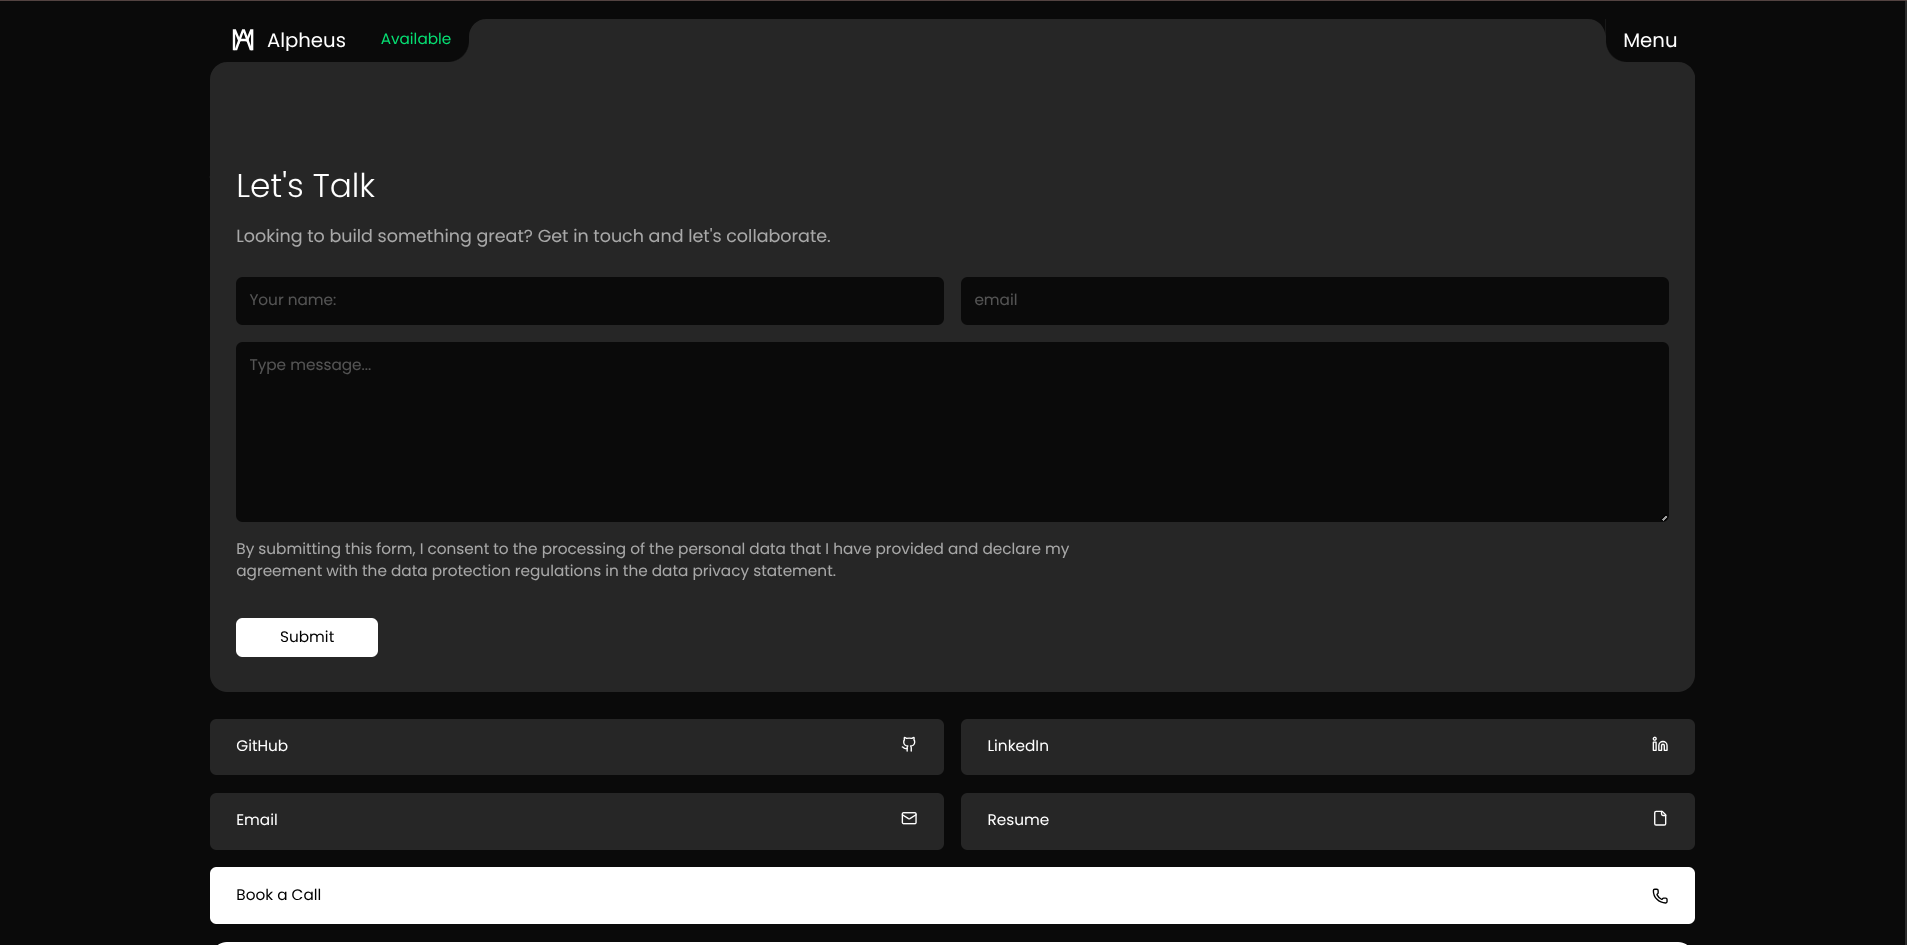 Alpheus
Available
Menu
Let's Talk
Looking to build something great? Get in touch and let's collaborate.
Your name:
email
Type message...
By submitting this form, I consent to the processing of the personal data that I have provided and declare my
agreement with the data protection regulations in the data privacy statement.
Submit
GitHub
LinkedIn
Email
Resume
Book a Call